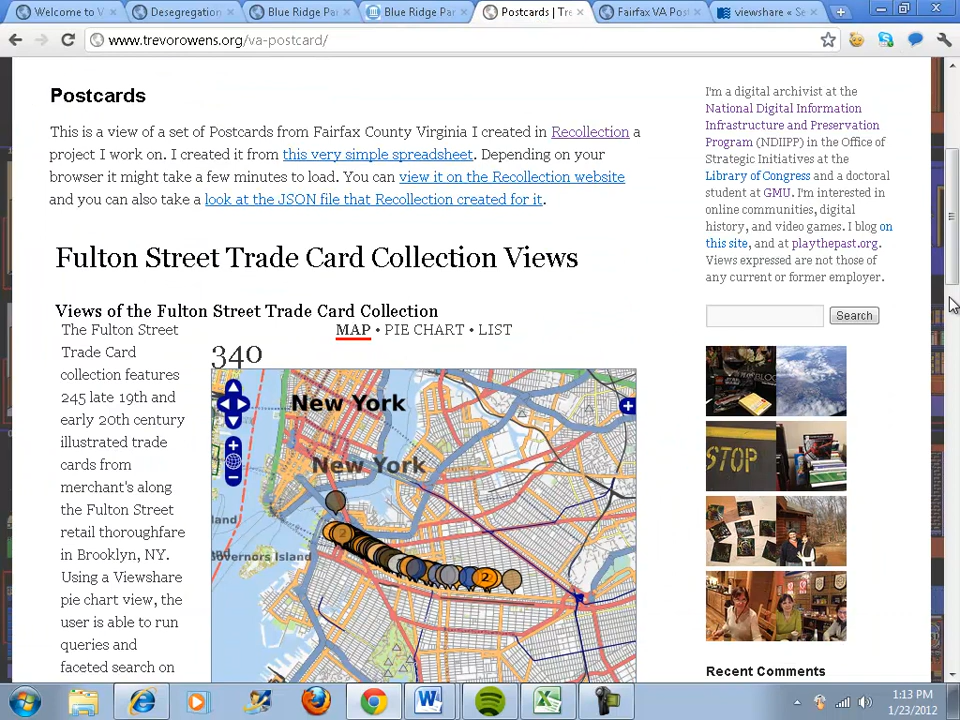 Welcome to V
Desegregation
Blue Ridge Par
Blue Ridge Par
Postcards | Tr
Fairfax VA Post
viewshare « Se
www.trevorowens.org/va-postcard/
Postcards
This is a view of a set of Postcards from Fairfax County Virginia I created in Recollection a
project I work on. I created it from this very simple spreadsheet. Depending on your
browser it might take a few minutes to load. You can view it on the Recollection website
and you can also take a look at the JSON file that Recollection created for it.
Fulton Street Trade Card Collection Views
Views of the Fulton Street Trade Card Collection
The Fulton Street
Trade Card
collection features
245 late 19th and
early 20th century
illustrated trade
cards from
merchant's along
the Fulton Street
retail thoroughfare
in Brooklyn, NY.
Using a Viewshare
pie chart view, the
user is able to run
queries and
faceted search on
MAP • PIE CHART • LIST
340
New York
New York
land
Governors Island
2
2
I'm a digital archivist at the
National Digital Information
Infrastructure and Preservation
Program (NDIIPP) in the Office of
Strategic Initiatives at the
Library of Congress and a doctoral
student at GMU. I'm interested in
online communities, digital
history, and video games. I blog on
this site, and at playthepast.org.
Views expressed are not those of
any current or former employer.
Search
STOP
Recent Comments
1:13 PM
1/23/2012